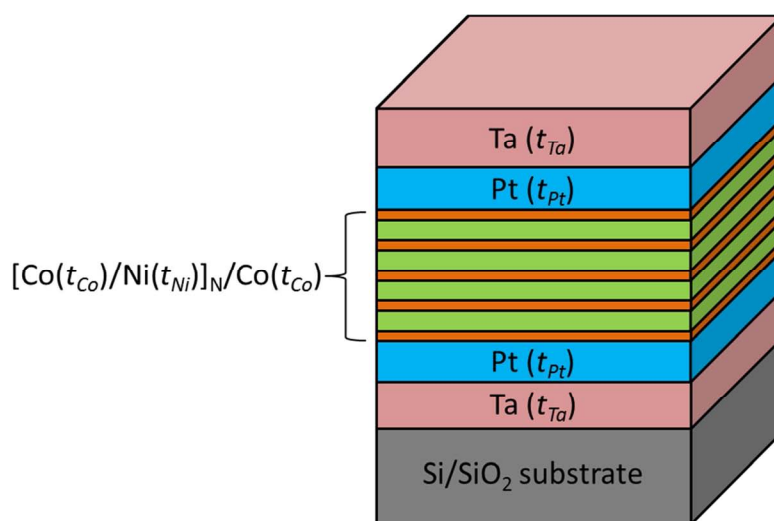 Ta (t_Ta)
Pt (t_Pt)
[Co(t_Co)/Ni(t_Ni)]_N/Co(t_Co)
Pt (t_Pt)
Ta (t_Ta)
Si/SiO₂ substrate